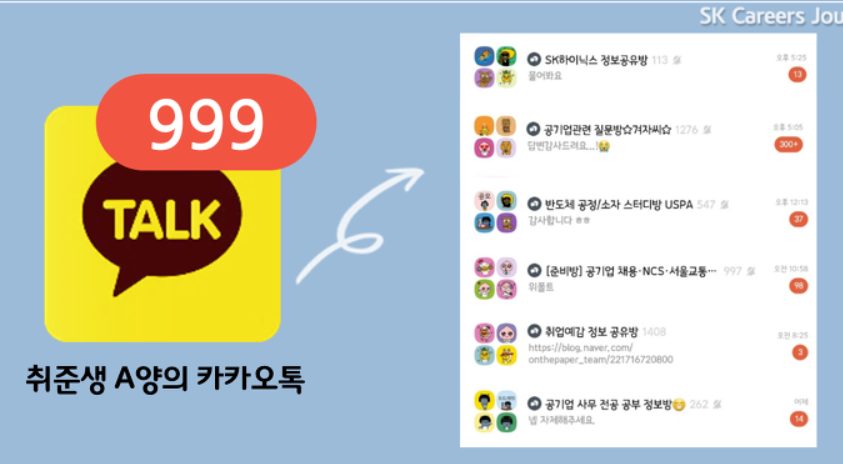 SK Careers Jou
999
TALK
취준생 A양의 카카오톡
SK하이닉스 정보공유방 113
오후 5:25
물어봐요
13
공기업관련 질문방☆겨자씨☆ 1276
오후 5:05
답변감사드려요...!😭
300+
반도체 공정/소자 스터디방 USPA 547
오후 12:13
감사합니다 ㅎㅎ
37
[준비방] 공기업 채용·NCS·서울교통··· 997
오전 10:58
위폴트
98
취업예감 정보 공유방 1408
오전 8:25
https://blog.naver.com/
onthepaper_team/221716720800
3
공기업 사무 전공 공부 정보방😁 262
어제
넵 자제해주세요.
14